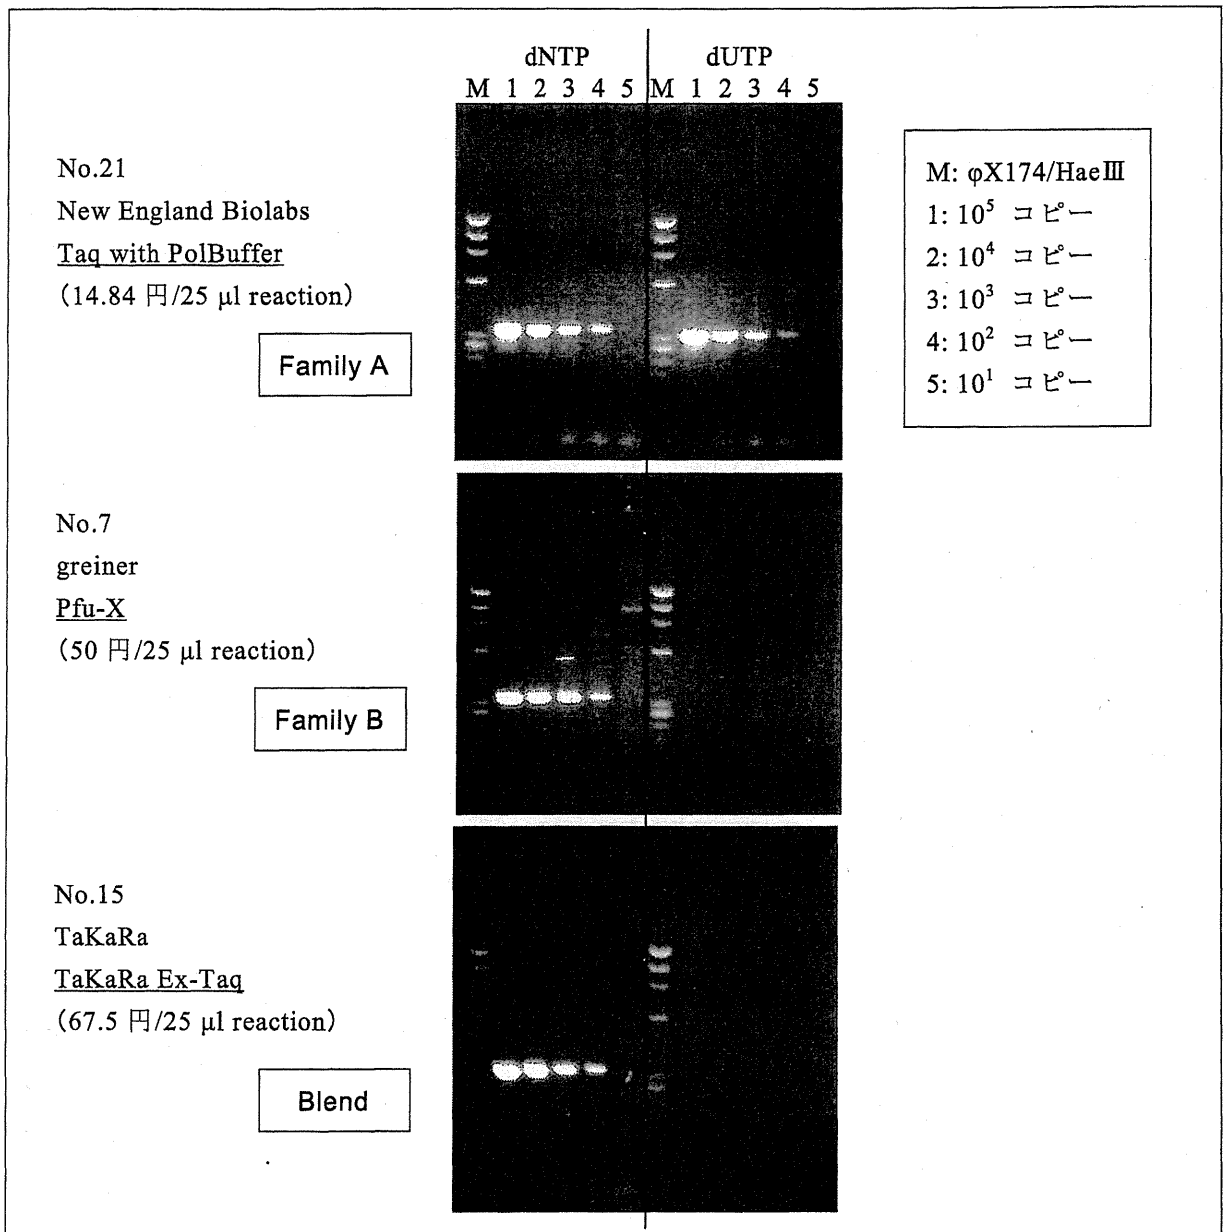 dNTP dUTP
M 1 2 3 4 5 M 1 2 3 4 5
No.21
New England Biolabs
Taq with PolBuffer
(14.84 円/25 μl reaction)
Family A
M: φX174/HaeⅢ
1: 10⁵ コピー
2: 10⁴ コピー
3: 10³ コピー
4: 10² コピー
5: 10¹ コピー
No.7
greiner
Pfu-X
(50 円/25 μl reaction)
Family B
No.15
TaKaRa
TaKaRa Ex-Taq
(67.5 円/25 μl reaction)
Blend